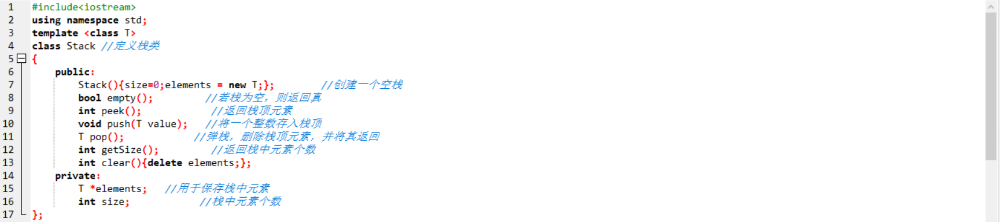 1 #include<iostream>
2 using namespace std;
3 template <class T>
4 class Stack //定义栈类
5 {
6 public:
7 Stack(){size=0;elements = new T;}; //创建一个空栈
8 bool empty(); //若栈为空，则返回真
9 int peek(); //返回栈顶元素
10 void push(T value); //将一个整数存入栈顶
11 T pop(); //弹栈，删除栈顶元素，并将其返回
12 int getSize(); //返回栈中元素个数
13 int clear(){delete elements;};
14 private:
15 T *elements; //用于保存栈中元素
16 int size; //栈中元素个数
17 };